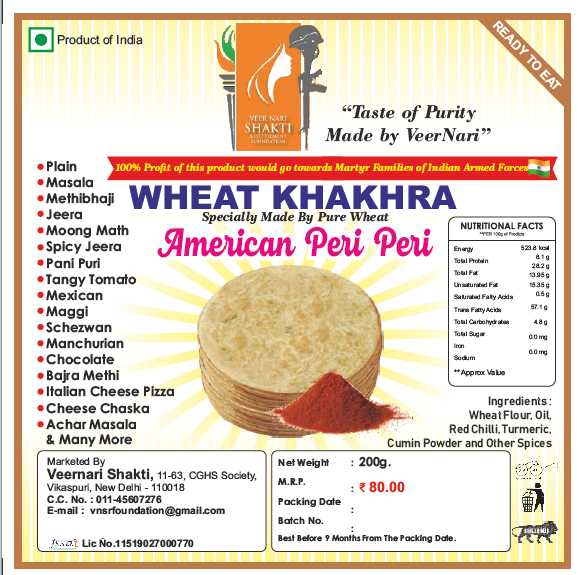 Product of India
READY TO EAT
VEER NARI
SHAKTI
RESETTLEMENT
FOUNDATION
“Taste of Purity
Made by VeerNari”
100% Profit of this product would go towards Martyr Families of Indian Armed Forces
WHEAT KHAKHRA
Specially Made By Pure Wheat
American Peri Peri
Plain
Masala
Methibhaji
Jeera
Moong Math
Spicy Jeera
Pani Puri
Tangy Tomato
Mexican
Maggi
Schezwan
Manchurian
Chocolate
Bajra Methi
Italian Cheese Pizza
Cheese Chaska
Achar Masala
& Many More
NUTRITIONAL FACTS
**PER 100g of Prodcts
Energy 523.8 kcal
Total Protein 8.1 g
Total Fat 28.2 g
Unsaturated Fat 13.95 g
Saturated Fatty Acids 15.35 g
Trans Fatty Acids 0.5 g
Total Carbohydrates 57.1 g
Total Sugar 4.8 g
Iron 0.0 mg
Sodium 0.0 mg
** Approx Value
Ingredients :
Wheat Flour, Oil,
Red Chilli, Turmeric,
Cumin Powder and Other Spices
Marketed By
Veernari Shakti, 11-63, CGHS Society,
Vikaspuri, New Delhi - 110018
C.C. No. : 011-45607276
E-mail : vnsrfoundation@gmail.com
fssai Lic No.11519027000770
Net Weight : 200g.
M.R.P. : ₹ 80.00
Packing Date :
Batch No. :
Best Before 9 Months From The Packing Date.